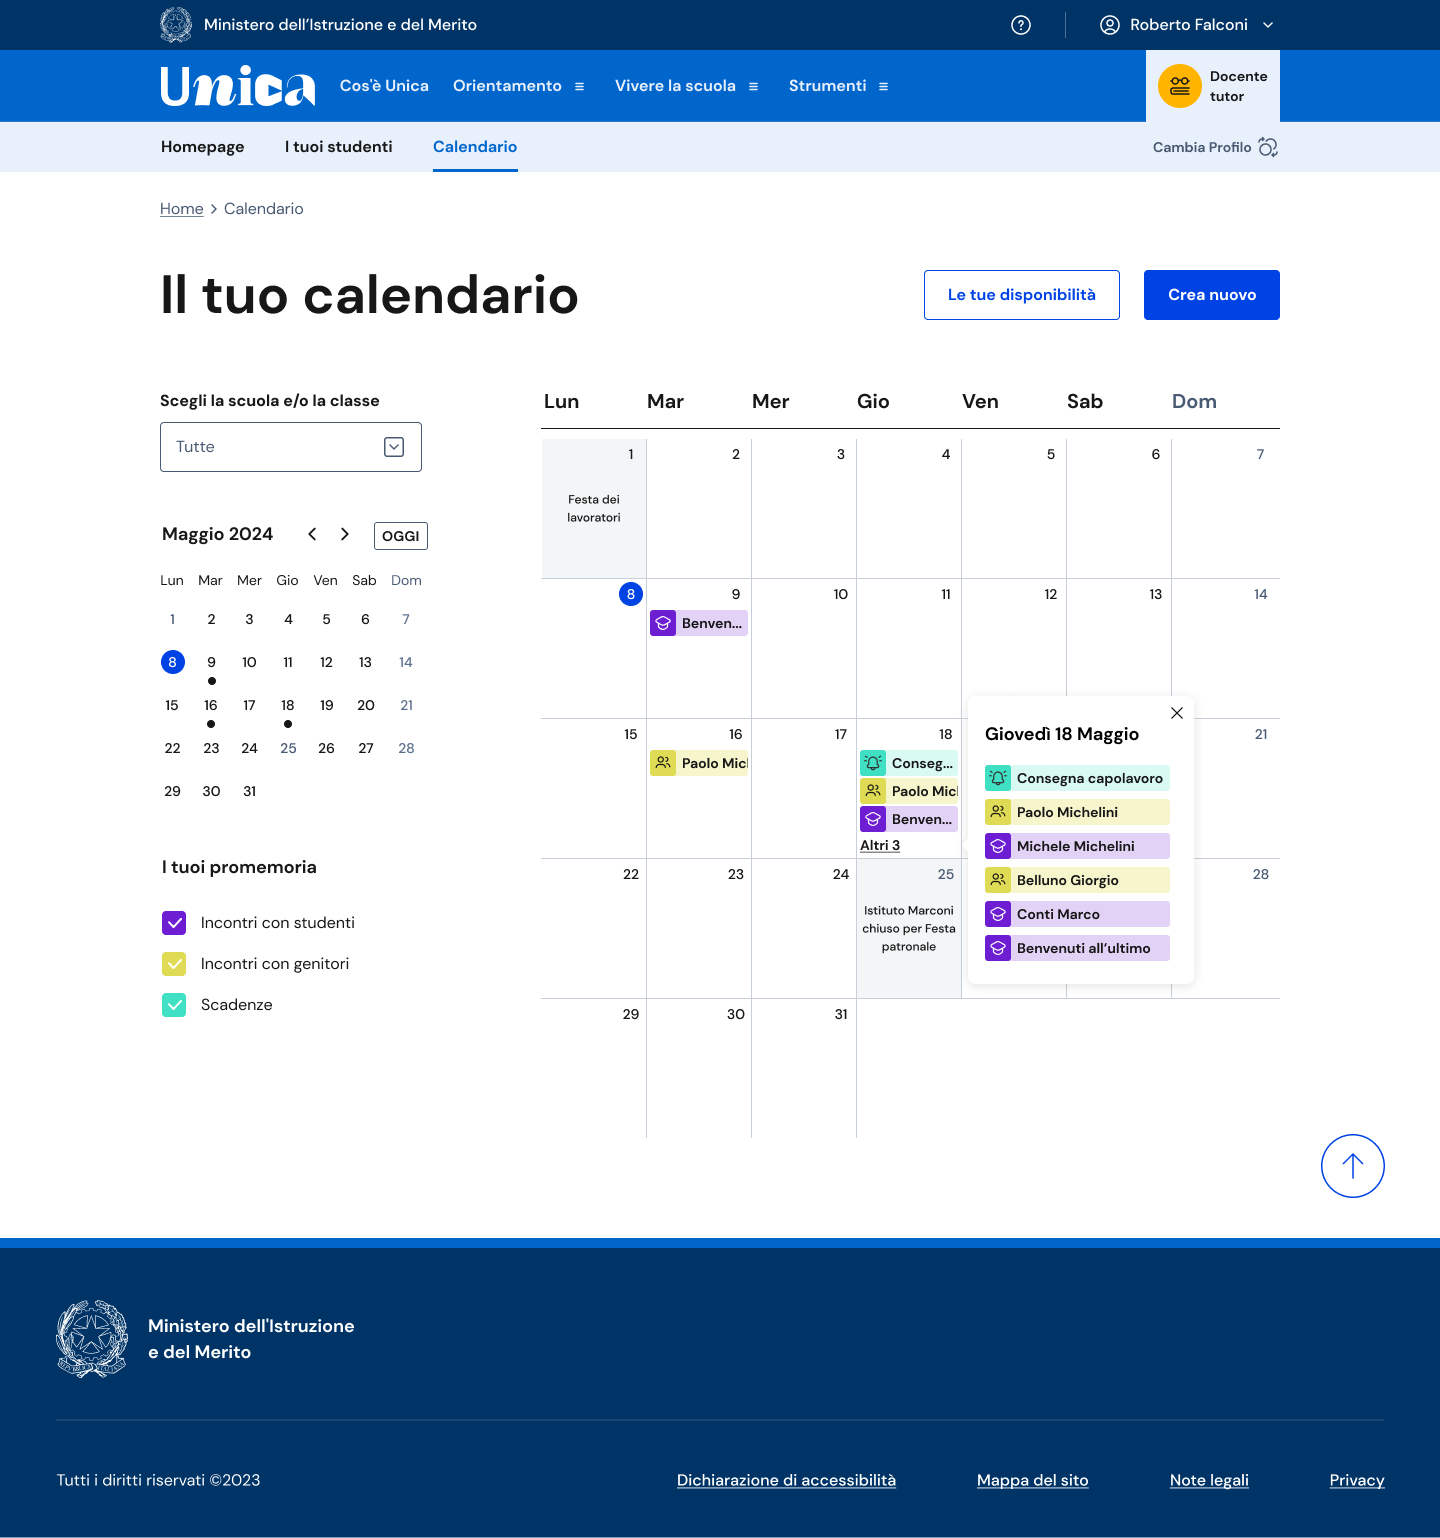 Ministero dell’Istruzione e del Merito
Roberto Falconi
Unica
Cos'è Unica
Orientamento
Vivere la scuola
Strumenti
Docente
tutor
Homepage
I tuoi studenti
Calendario
Cambia Profilo
Home > Calendario
Il tuo calendario
Le tue disponibilità
Crea nuovo
Scegli la scuola e/o la classe
Tutte
Maggio 2024
OGGI
Lun Mar Mer Gio Ven Sab Dom
1 2 3 4 5 6 7
8 9 10 11 12 13 14
15 16 17 18 19 20 21
22 23 24 25 26 27 28
29 30 31
I tuoi promemoria
Incontri con studenti
Incontri con genitori
Scadenze
Lun Mar Mer Gio Ven Sab Dom
1 2 3 4 5 6 7
Festa dei
lavoratori
8 9 10 11 12 13 14
Benven...
15 16 17 18 21
Paolo Mich
Conseg...
Paolo Mich
Benven...
Altri 3
22 23 24 25 28
Istituto Marconi
chiuso per Festa
patronale
29 30 31
Giovedì 18 Maggio
Consegna capolavoro
Paolo Michelini
Michele Michelini
Belluno Giorgio
Conti Marco
Benvenuti all’ultimo
Ministero dell'Istruzione
e del Merito
Tutti i diritti riservati ©2023
Dichiarazione di accessibilità
Mappa del sito
Note legali
Privacy